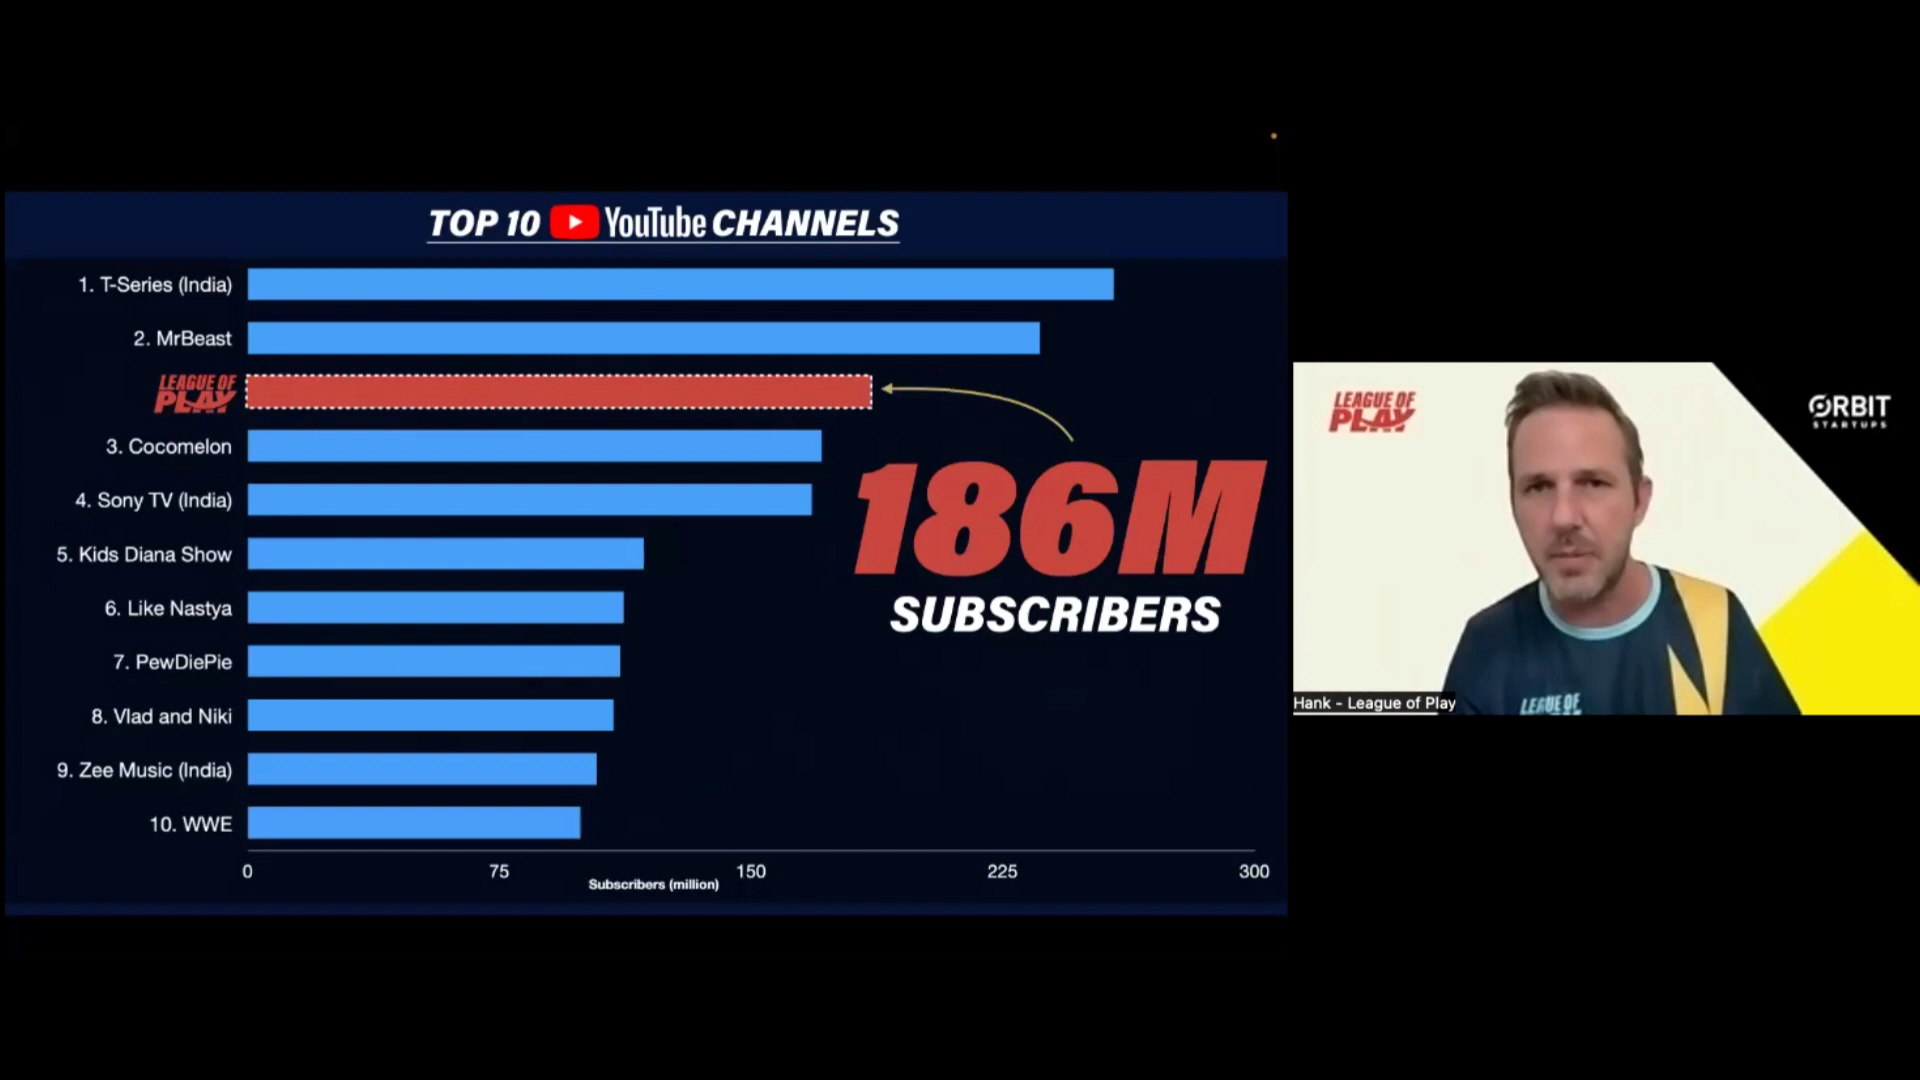 TOP 10 YouTube CHANNELS
1. T-Series (India)
2. MrBeast
LEAGUE OF
PLAY
3. Cocomelon
4. Sony TV (India)
5. Kids Diana Show
6. Like Nastya
7. PewDiePie
8. Vlad and Niki
9. Zee Music (India)
10. WWE
186M
SUBSCRIBERS
0
75
150
225
300
Subscribers (million)
LEAGUE OF
PLAY
ORBIT
STARTUPS
LEAGUE OF
Hank - League of Play